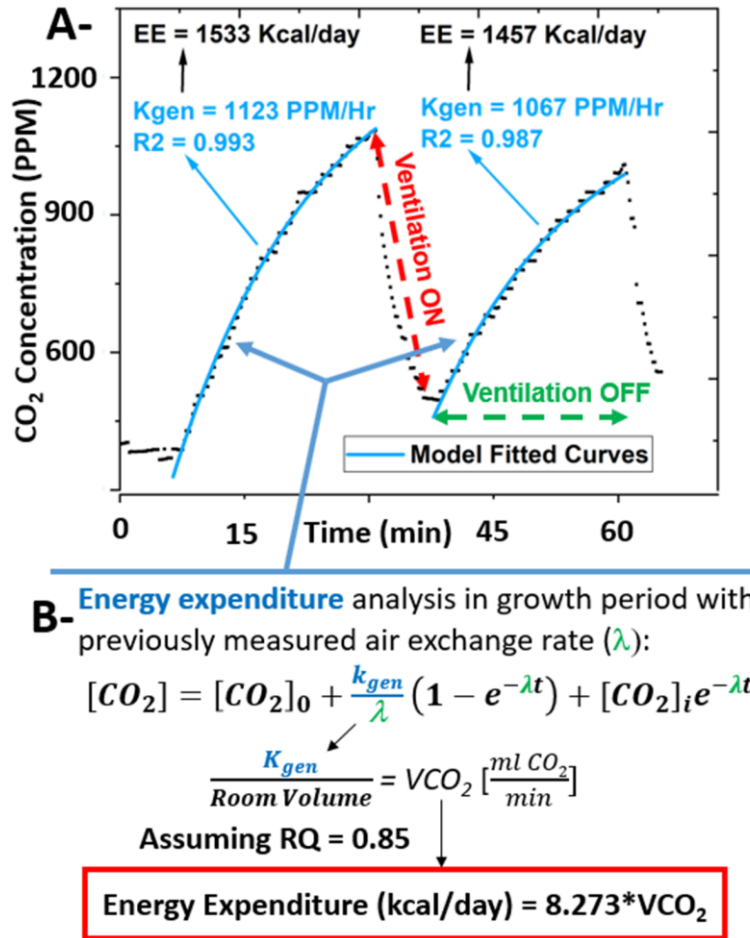 A-
EE = 1533 Kcal/day
EE = 1457 Kcal/day
Kgen = 1123 PPM/Hr
R2 = 0.993
Kgen = 1067 PPM/Hr
R2 = 0.987
CO₂ Concentration (PPM)
1200
900
600
Ventilation ON
Ventilation OFF
Model Fitted Curves
0 15 Time (min) 45 60
B- Energy expenditure analysis in growth period with
previously measured air exchange rate (λ):
[CO₂] = [CO₂]₀ + k_gen/λ (1 − e^−λt) + [CO₂]ᵢe^−λt
K_gen/Room Volume = VCO₂ [ml CO₂/min]
Assuming RQ = 0.85
Energy Expenditure (kcal/day) = 8.273*VCO₂